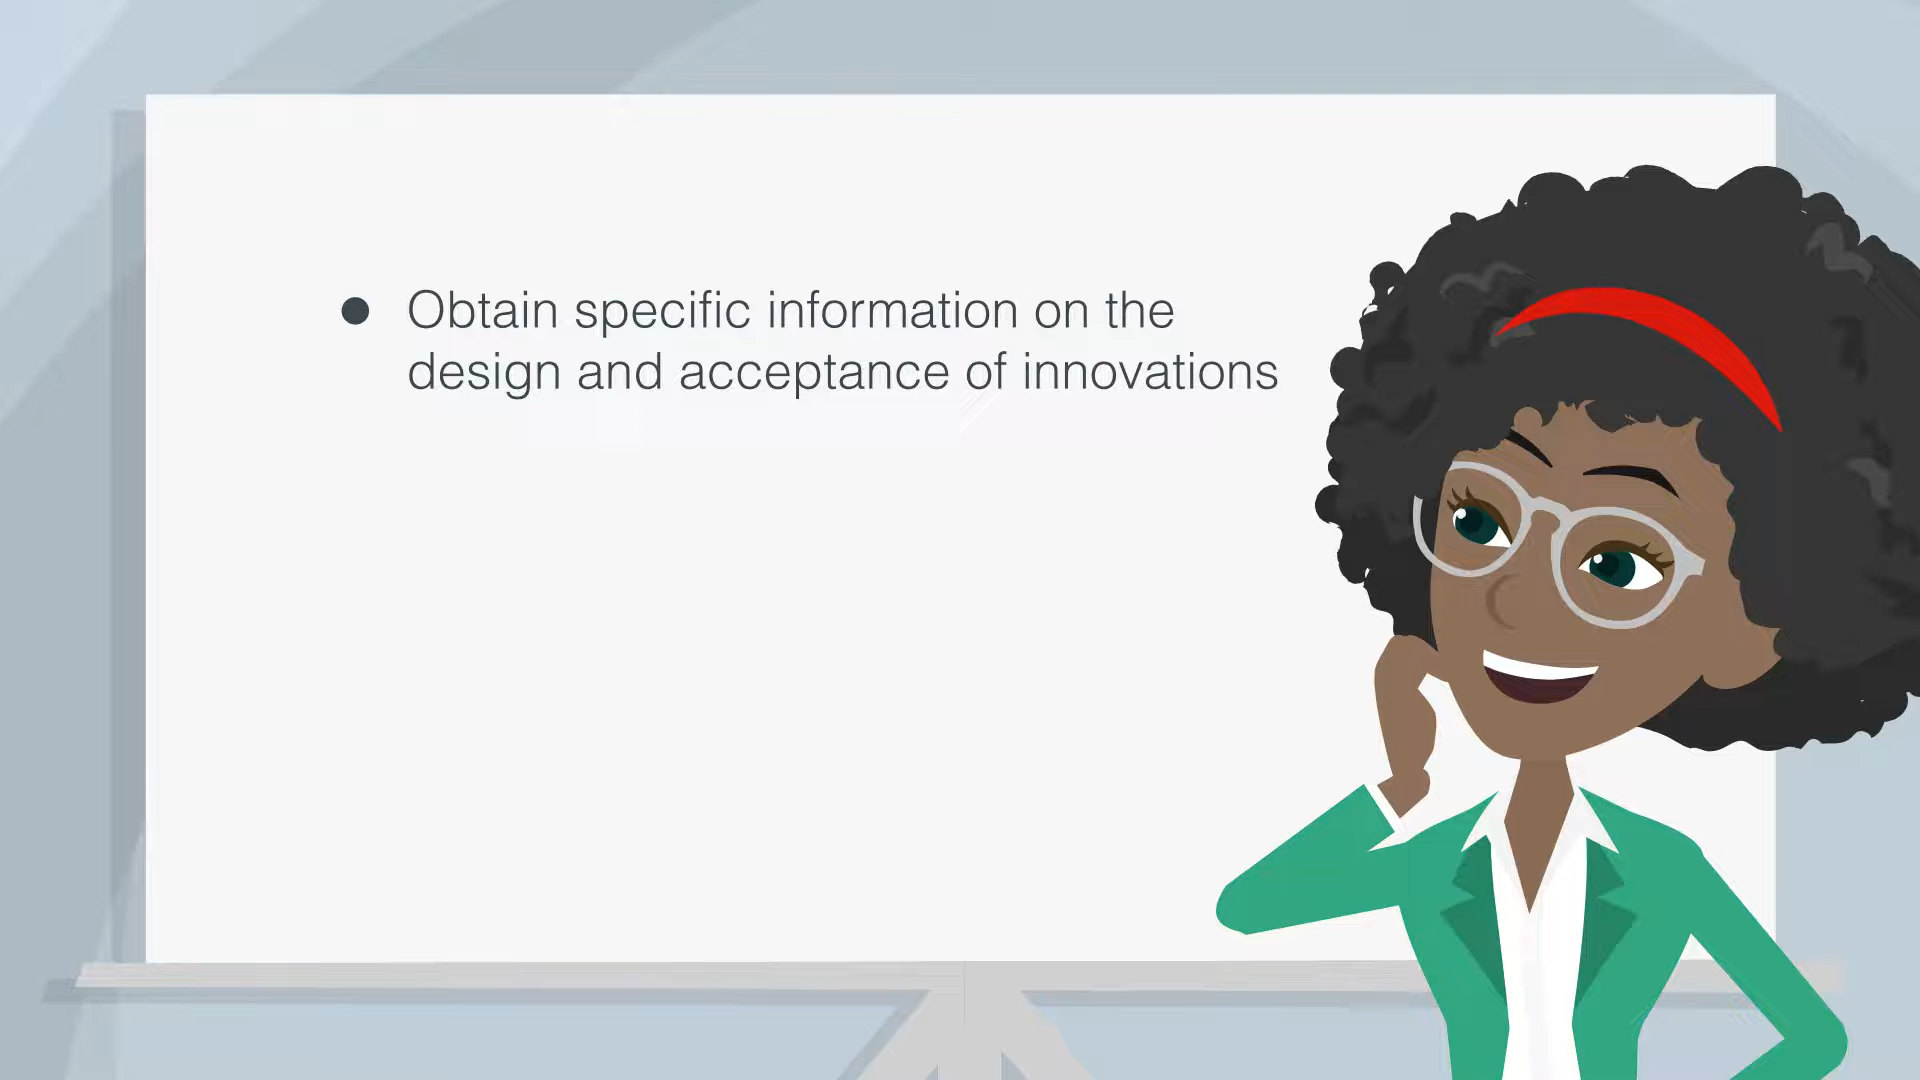 ● Obtain specific information on the
design and acceptance of innovations